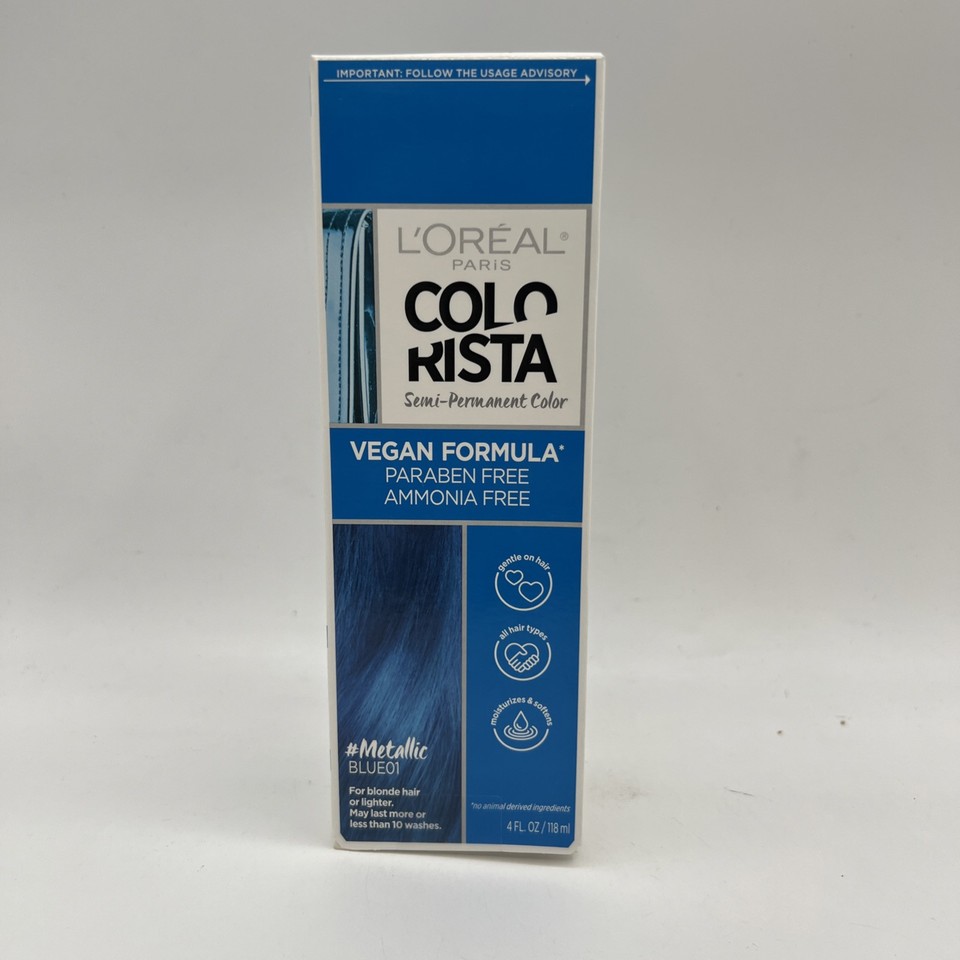 IMPORTANT: FOLLOW THE USAGE ADVISORY
L'ORÉAL®
PARiS
COLO
RISTA
Semi-Permanent Color
VEGAN FORMULA*
PARABEN FREE
AMMONIA FREE
gentle on hair
all hair types
moisturizes & softens
#Metallic
BLUE01
For blonde hair
or lighter.
May last more or
less than 10 washes.
*no animal derived ingredients
4 FL. OZ / 118 ml